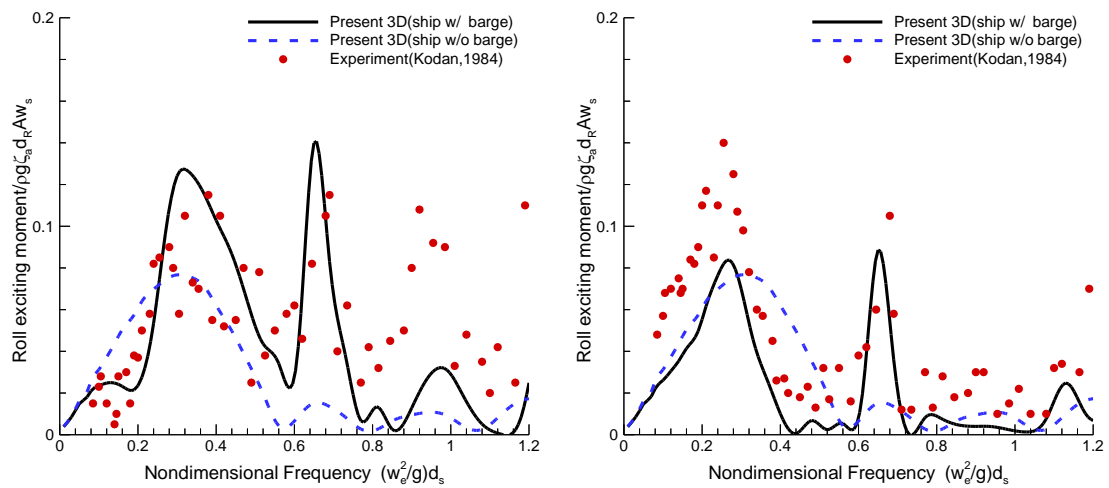 0.2
Present 3D(ship w/ barge)
Present 3D(ship w/o barge)
Experiment(Kodan,1984)
0.1
0
Roll exciting moment/ρgζₐd_RAwₛ
0 0.2 0.4 0.6 0.8 1 1.2
Nondimensional Frequency (wₑ²/g)dₛ
0.2
Present 3D(ship w/ barge)
Present 3D(ship w/o barge)
Experiment(Kodan,1984)
0.1
0
Roll exciting moment/ρgζₐd_RAwₛ
0 0.2 0.4 0.6 0.8 1 1.2
Nondimensional Frequency (wₑ²/g)dₛ